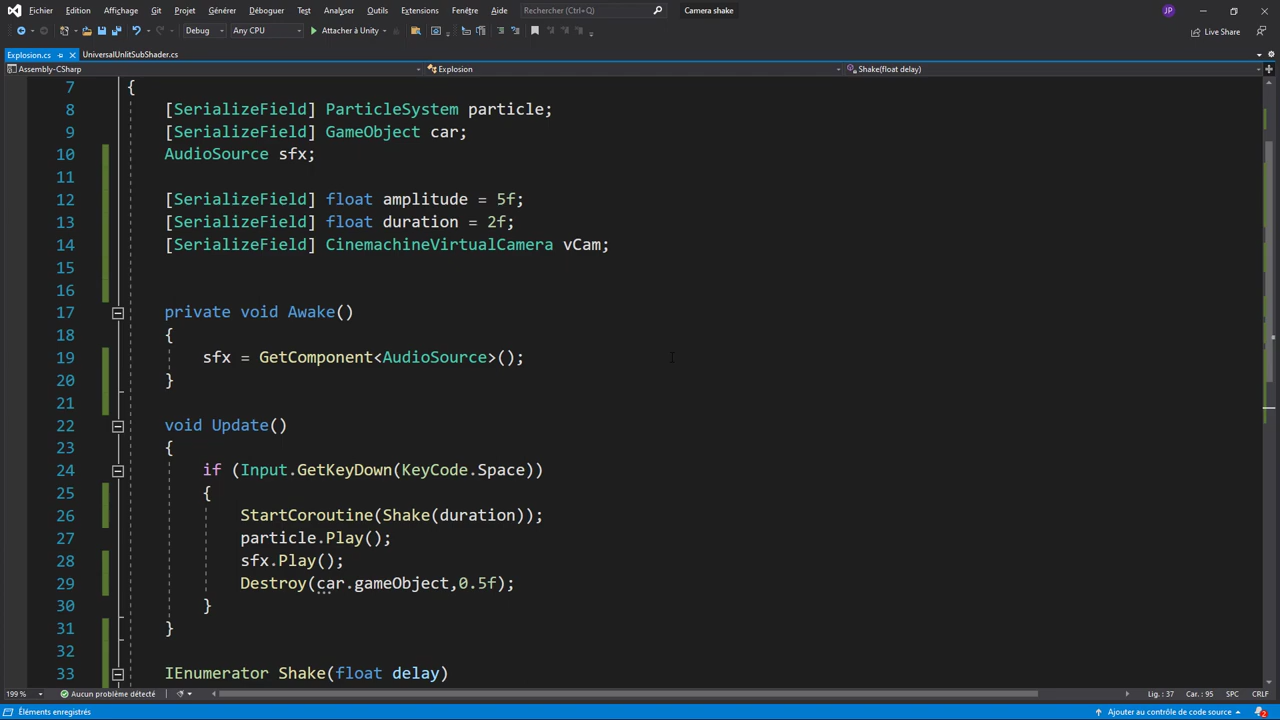 Fichier Edition Affichage Git Projet Générer Déboguer Test Analyser Outils Extensions Fenêtre Aide Rechercher (Ctrl+Q) Camera shake JP
Debug Any CPU Attacher à Unity Live Share
Explosion.cs UniversalUnlitSubShader.cs
Assembly-CSharp Explosion Shake(float delay)
7 {
8 [SerializeField] ParticleSystem particle;
9 [SerializeField] GameObject car;
10 AudioSource sfx;
11
12 [SerializeField] float amplitude = 5f;
13 [SerializeField] float duration = 2f;
14 [SerializeField] CinemachineVirtualCamera vCam;
15
16
17 private void Awake()
18 {
19 sfx = GetComponent<AudioSource>();
20 }
21
22 void Update()
23 {
24 if (Input.GetKeyDown(KeyCode.Space))
25 {
26 StartCoroutine(Shake(duration));
27 particle.Play();
28 sfx.Play();
29 Destroy(car.gameObject,0.5f);
30 }
31 }
32
33 IEnumerator Shake(float delay)
199 % Aucun problème détecté Lig. : 37 Car. : 95 SPC CRLF
Éléments enregistrés Ajouter au contrôle de code source 2